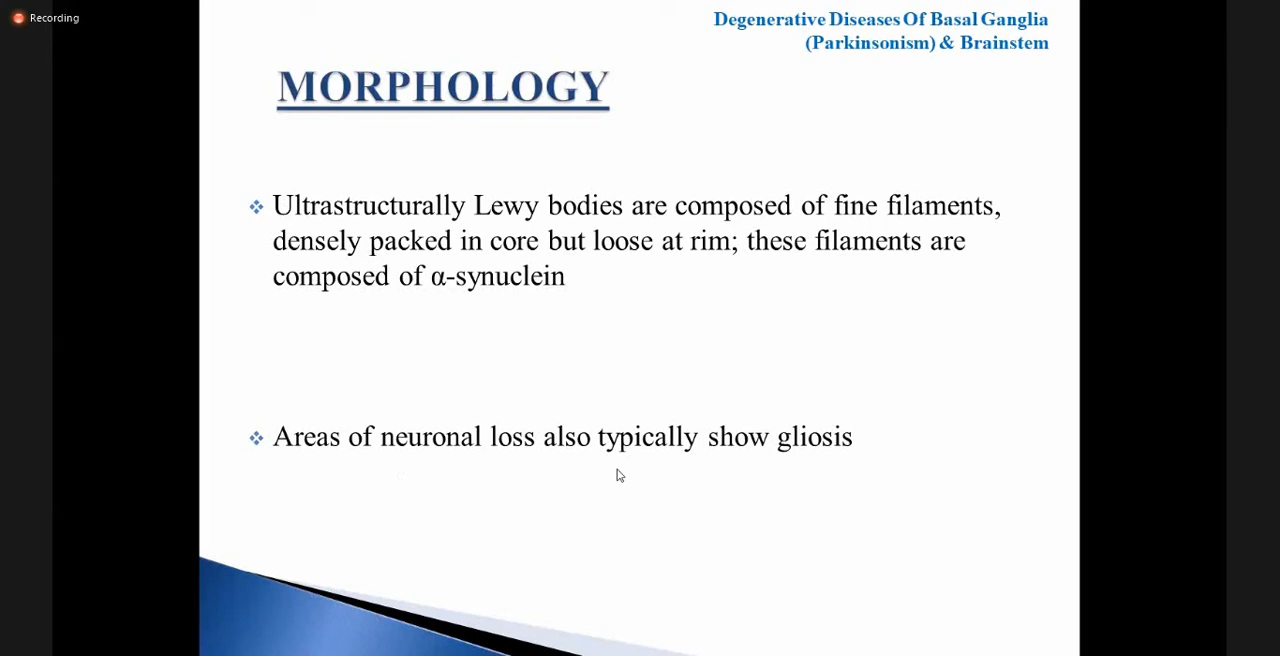 Recording
Degenerative Diseases Of Basal Ganglia
(Parkinsonism) & Brainstem
MORPHOLOGY
Ultrastructurally Lewy bodies are composed of fine filaments,
densely packed in core but loose at rim; these filaments are
composed of α-synuclein
Areas of neuronal loss also typically show gliosis